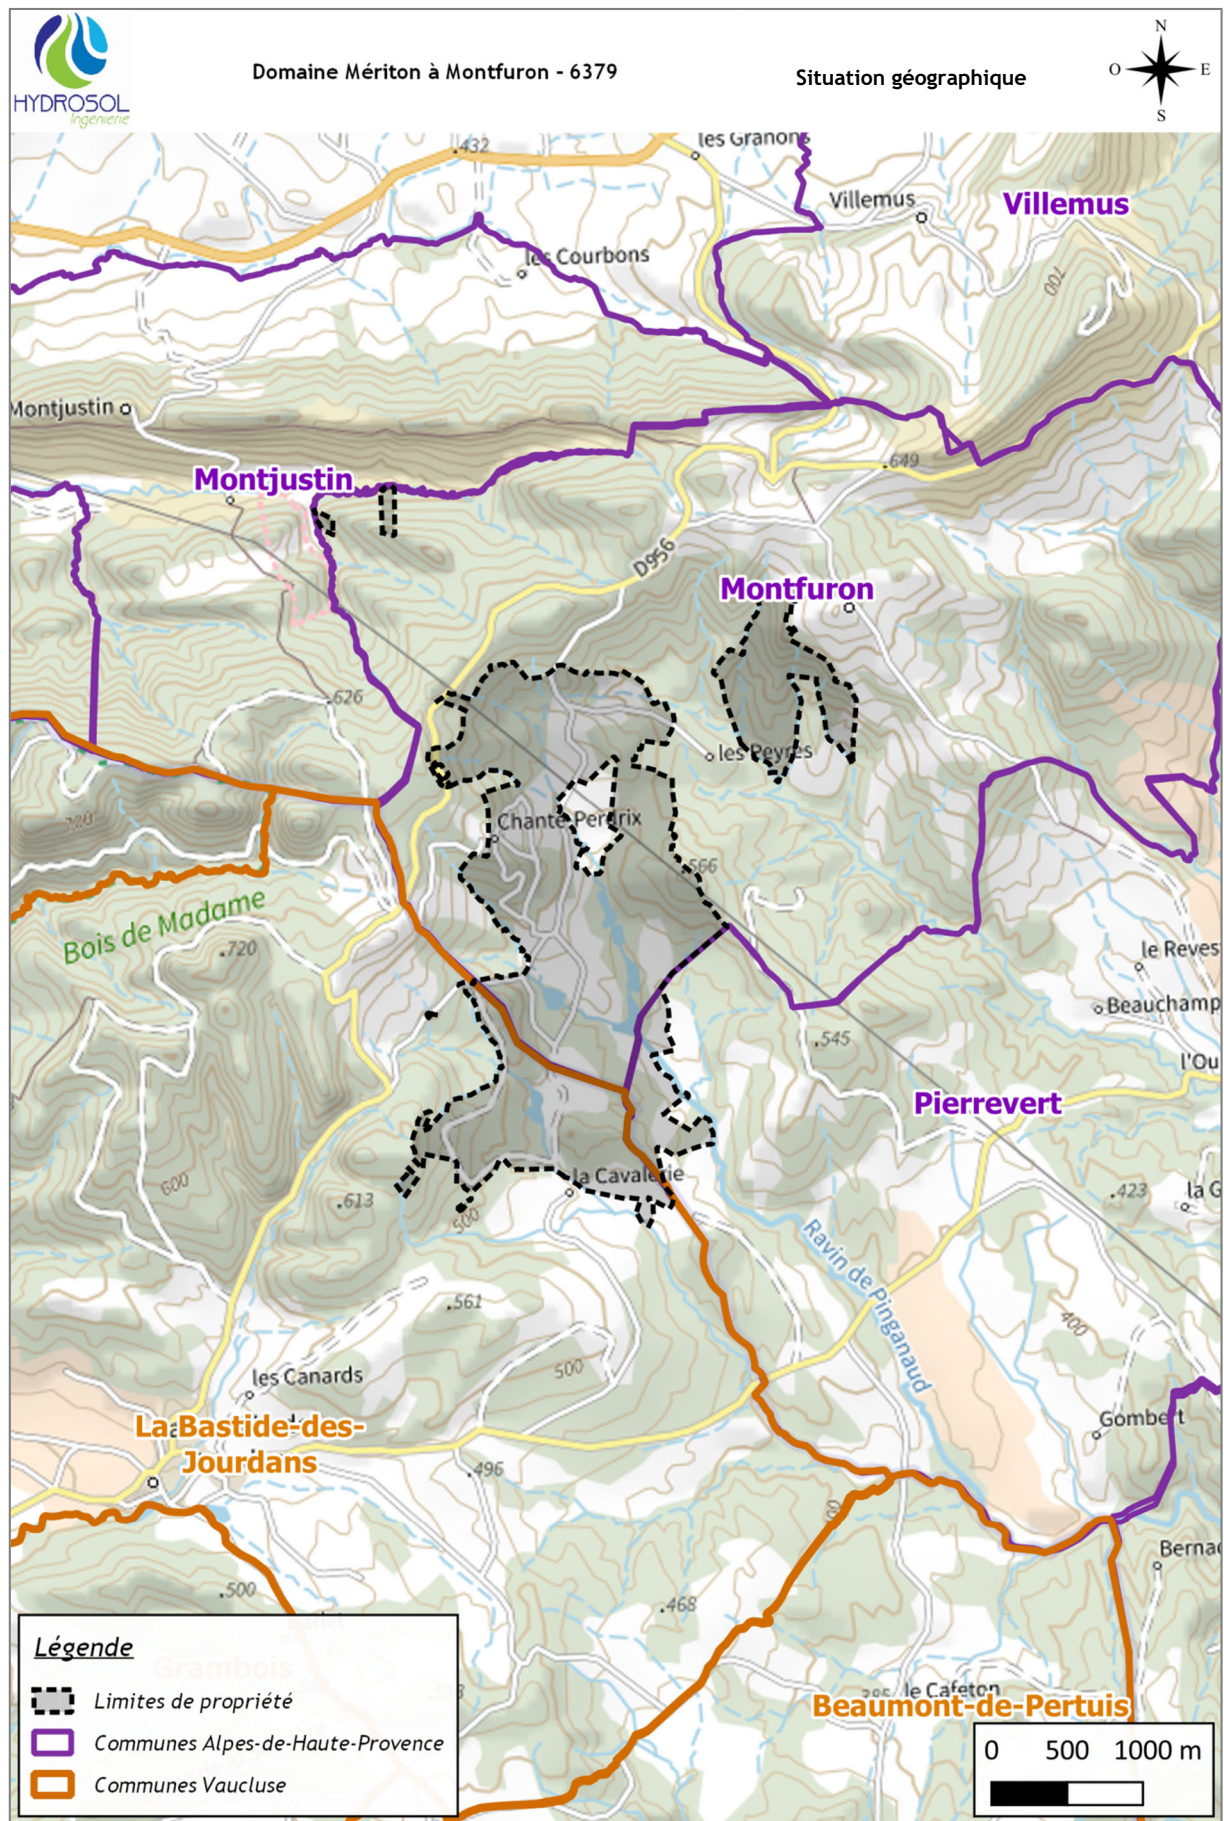 HYDROSOL
Ingénierie
Domaine Mériton à Montfuron - 6379
Situation géographique
N
O
E
S
.432
les Granons
Villemus
Villemus
les Courbons
700
Montjustin
.649
Montjustin
D956
Montfuron
.626
les Peyres
Chante-Perdrix
.566
Bois de Madame
.720
le Reves
Beauchamp
.545
l'Ou
Pierrevert
la Cavalerie
600
.613
500
.423
la G
Ravin de Pinganaud
.561
400
les Canards
500
La Bastide-des-
Jourdans
Gombert
.496
Berna
.500
.468
Grambois
le Cafeton
Beaumont-de-Pertuis
Légende
Limites de propriété
Communes Alpes-de-Haute-Provence
Communes Vaucluse
0 500 1000 m